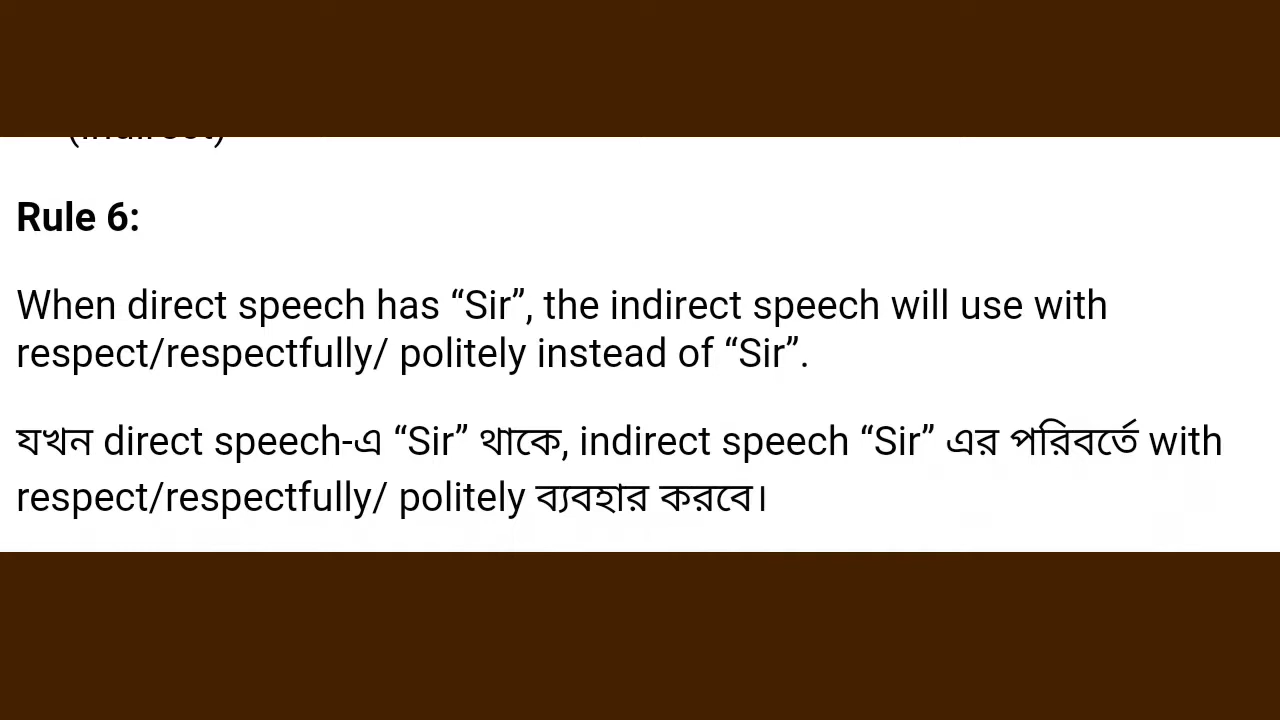 (indirect)
Rule 6:
When direct speech has “Sir”, the indirect speech will use with
respect/respectfully/ politely instead of “Sir”.
যখন direct speech-এ “Sir” থাকে, indirect speech “Sir” এর পরিবর্তে with
respect/respectfully/ politely ব্যবহার করবে।